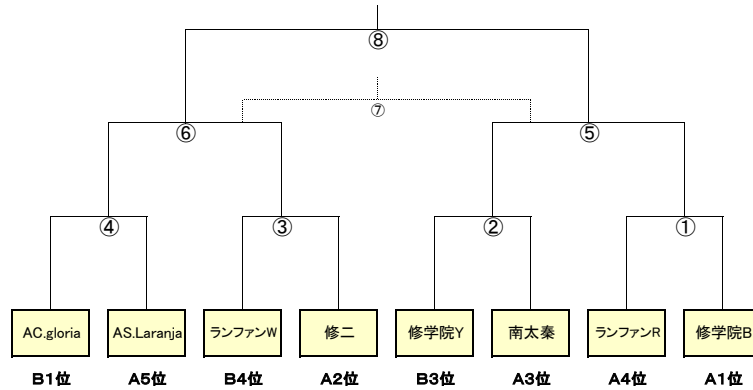 ⑧
⑦
⑥ ⑤
④ ③ ② ①
AC.gloria AS.Laranja ランファンW 修二 修学院Y 南太秦 ランファンR 修学院B
B1位 A5位 B4位 A2位 B3位 A3位 A4位 A1位